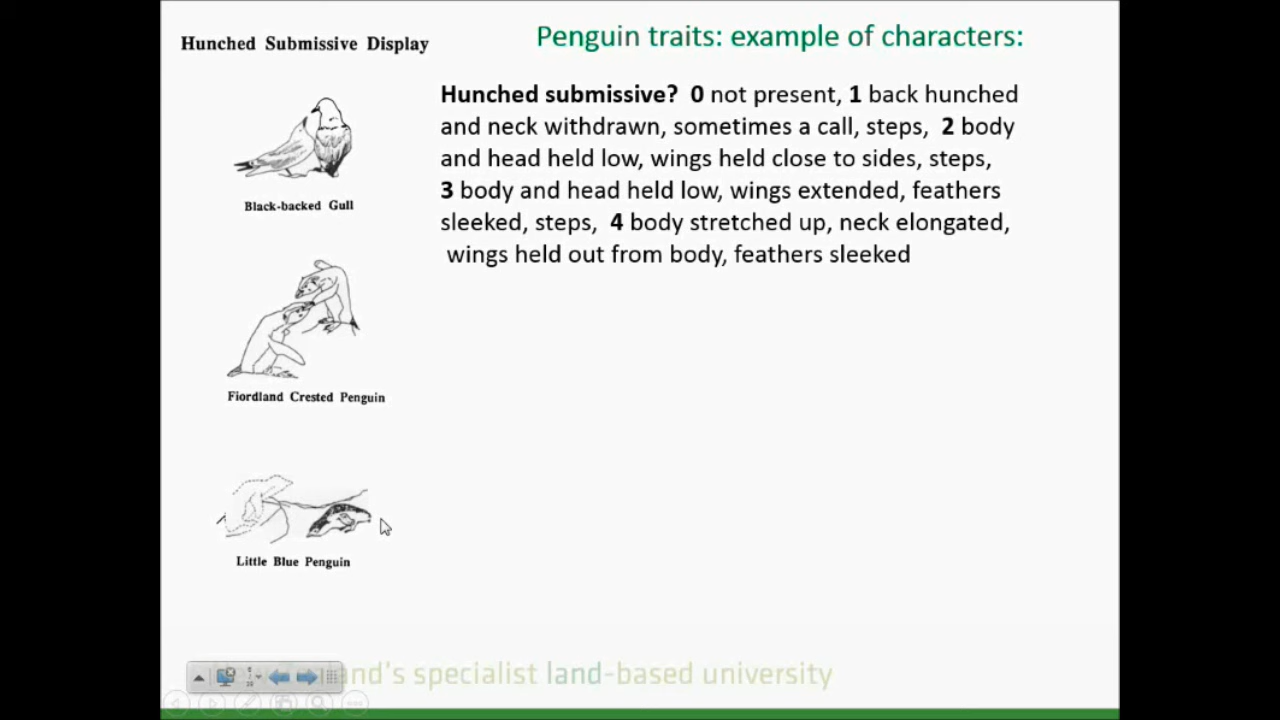 Hunched Submissive Display
Penguin traits: example of characters:
Hunched submissive? 0 not present, 1 back hunched
and neck withdrawn, sometimes a call, steps, 2 body
and head held low, wings held close to sides, steps,
3 body and head held low, wings extended, feathers
sleeked, steps, 4 body stretched up, neck elongated,
wings held out from body, feathers sleeked
Black-backed Gull
Fiordland Crested Penguin
Little Blue Penguin
and's specialist land-based university